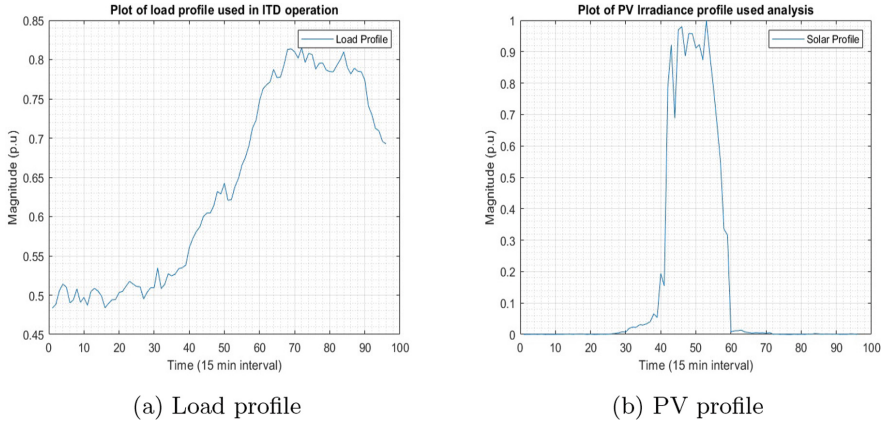 Plot of load profile used in ITD operation
Load Profile
0.85
0.8
0.75
0.7
0.65
0.6
0.55
0.5
0.45
Magnitude (p.u)
0 10 20 30 40 50 60 70 80 90 100
Time (15 min interval)
(a) Load profile
Plot of PV Irradiance profile used analysis
Solar Profile
1
0.9
0.8
0.7
0.6
0.5
0.4
0.3
0.2
0.1
0
Magnitude (p.u)
0 10 20 30 40 50 60 70 80 90 100
Time (15 min interval)
(b) PV profile